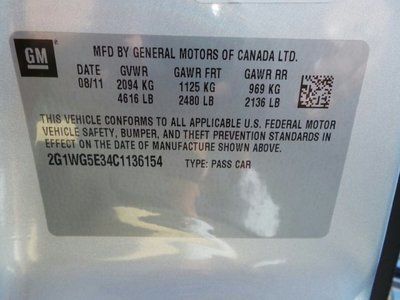 GM
MFD BY GENERAL MOTORS OF CANADA LTD.
DATE GVWR GAWR FRT GAWR RR
08/11 2094 KG 1125 KG 969 KG
4616 LB 2480 LB 2136 LB
THIS VEHICLE CONFORMS TO ALL APPLICABLE U.S. FEDERAL MOTOR
VEHICLE SAFETY, BUMPER, AND THEFT PREVENTION STANDARDS IN
EFFECT ON THE DATE OF MANUFACTURE SHOWN ABOVE.
2G1WG5E34C1136154 TYPE: PASS CAR